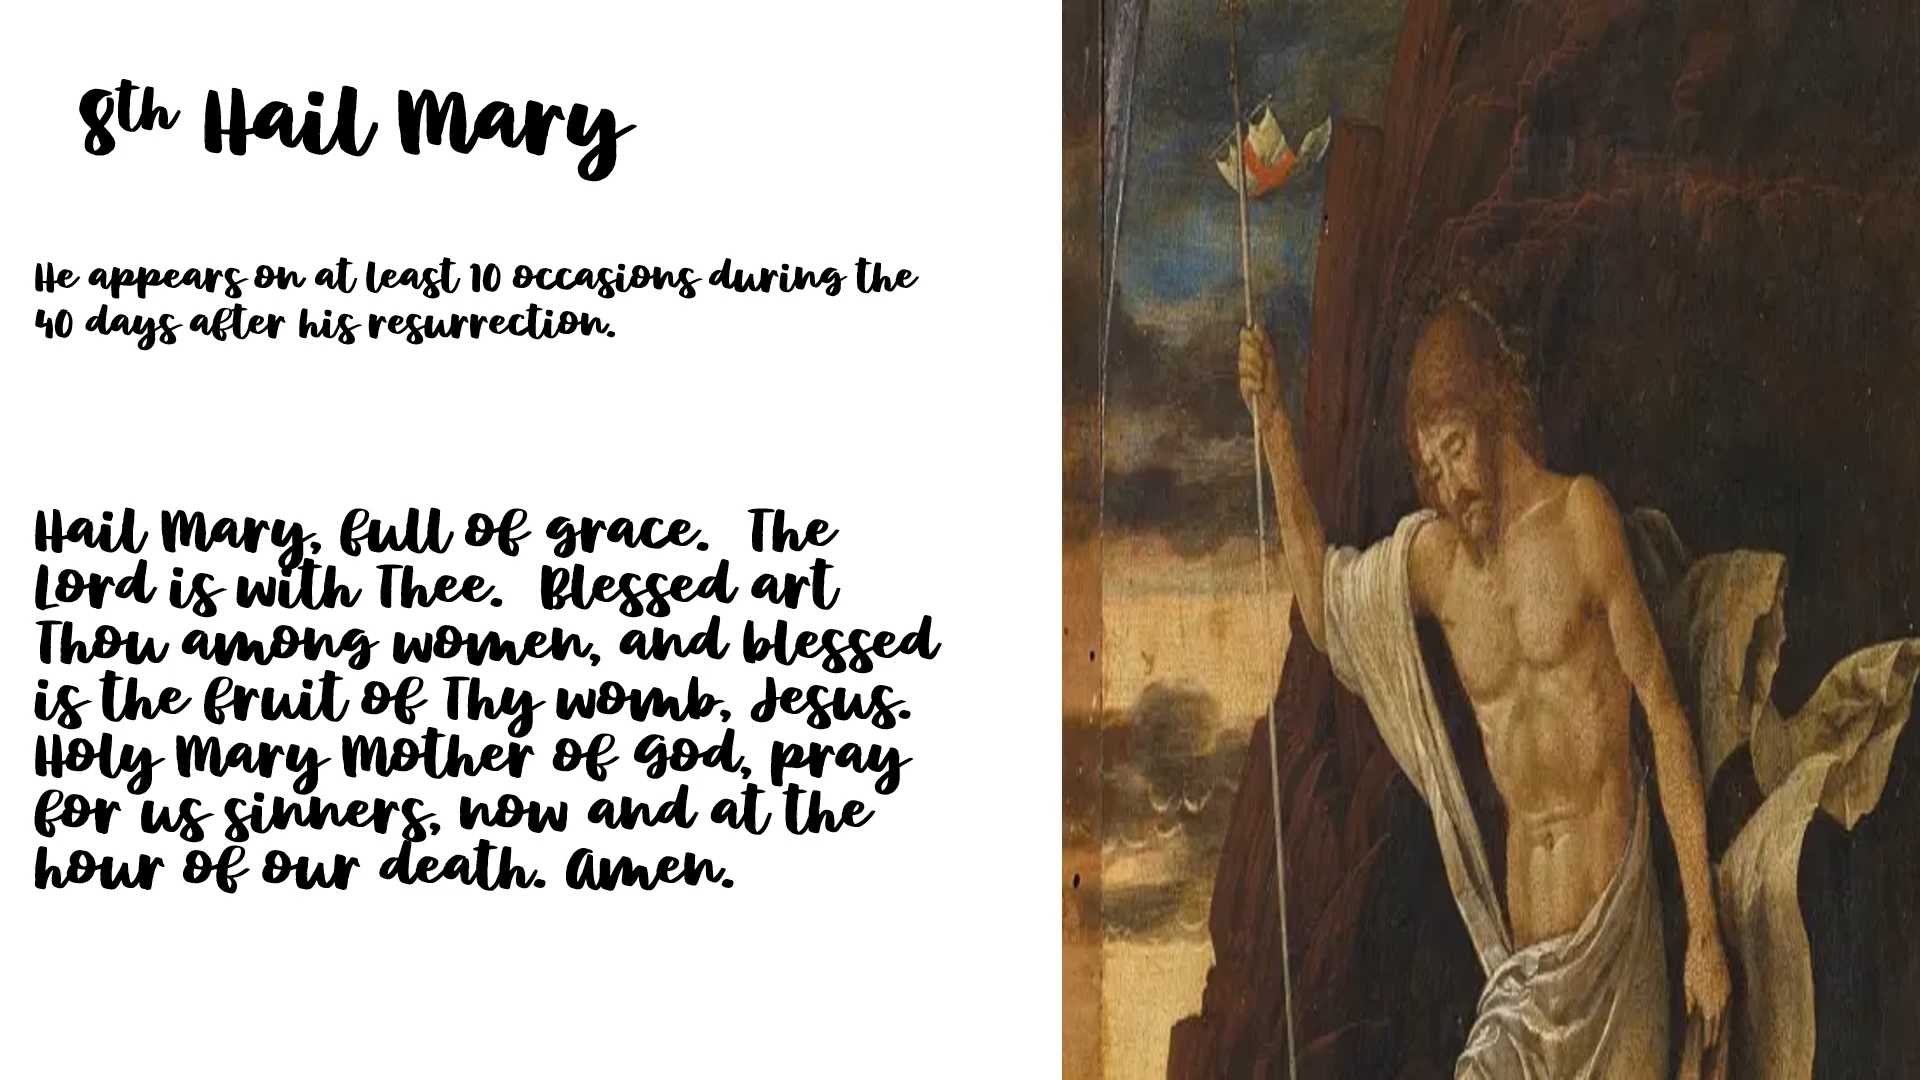 8th Hail Mary
He appears on at least 10 occasions during the
40 days after his resurrection.
Hail Mary, full of grace.  The
Lord is with Thee.  Blessed art
Thou among women, and blessed
is the fruit of Thy womb, Jesus.
Holy Mary Mother of God, pray
for us sinners, now and at the
hour of our death. Amen.